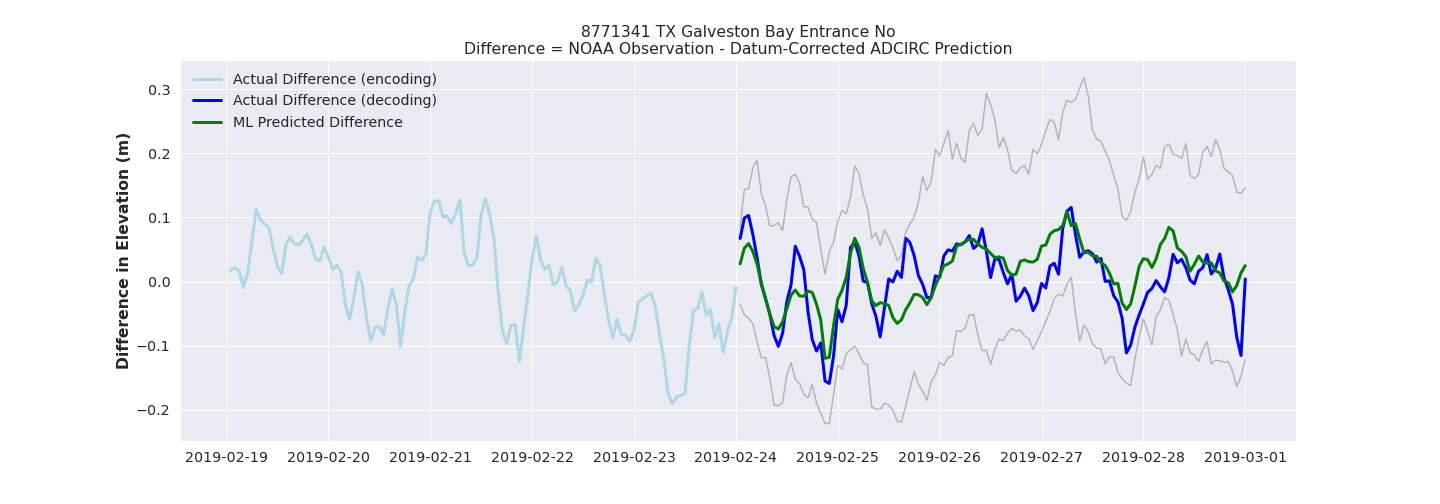 8771341 TX Galveston Bay Entrance No
Difference = NOAA Observation - Datum-Corrected ADCIRC Prediction
Actual Difference (encoding)
Actual Difference (decoding)
ML Predicted Difference
Difference in Elevation (m)
0.3
0.2
0.1
0.0
−0.1
−0.2
2019-02-19 2019-02-20 2019-02-21 2019-02-22 2019-02-23 2019-02-24 2019-02-25 2019-02-26 2019-02-27 2019-02-28 2019-03-01